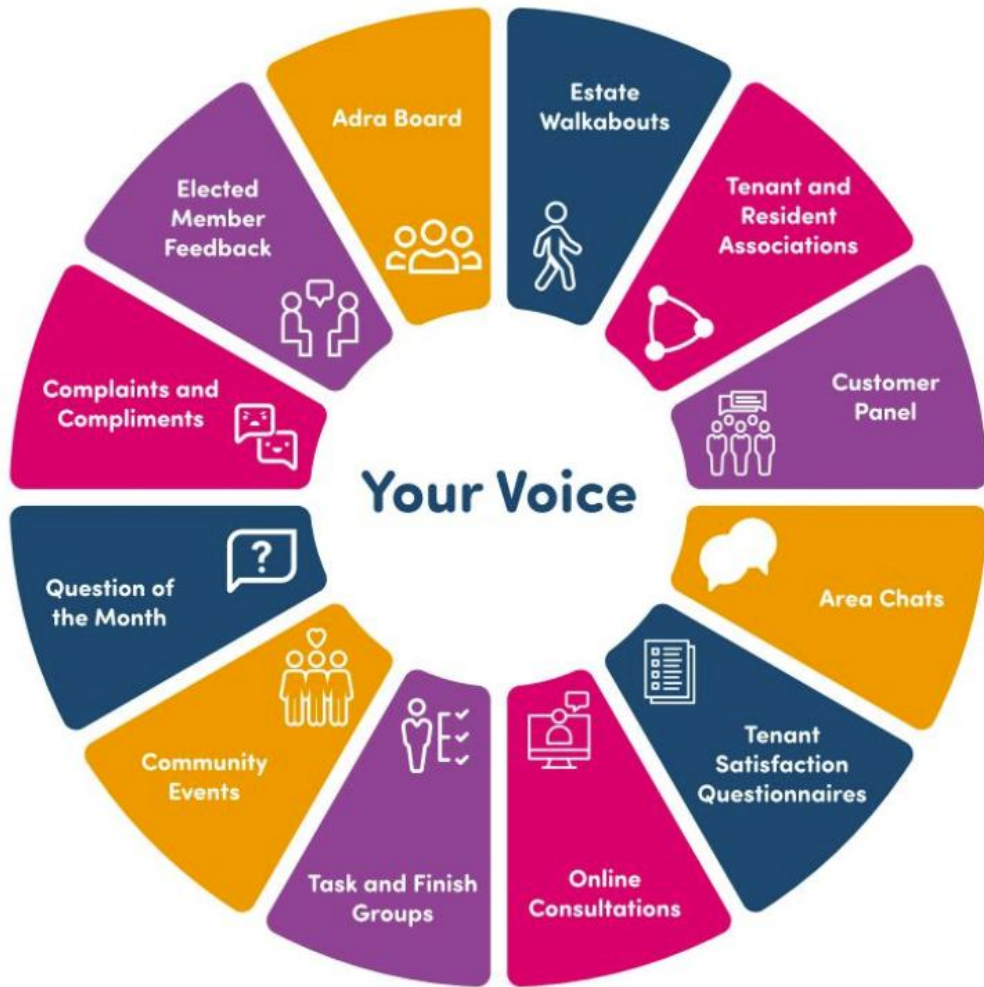 Estate
Walkabouts
Tenant and
Resident
Associations
Customer
Panel
Area Chats
Tenant
Satisfaction
Questionnaires
Online
Consultations
Task and Finish
Groups
Community
Events
Question of
the Month
?
Complaints and
Compliments
Elected
Member
Feedback
Adra Board
Your Voice